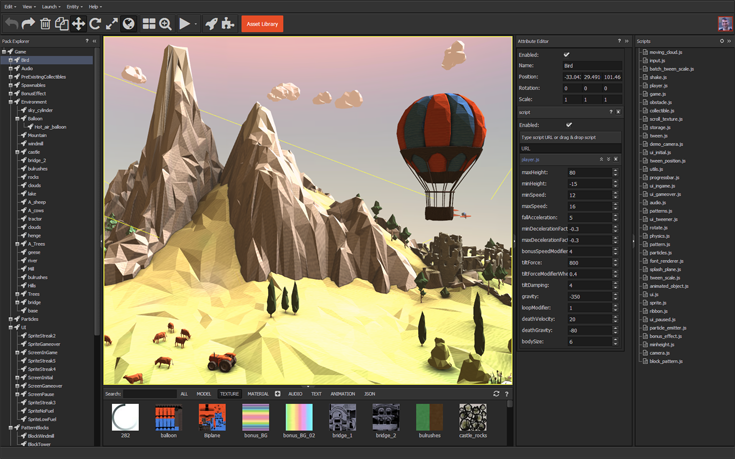 Edit View Launch Entity Help
Asset Library
Pack Explorer
Game
Bird
Audio
PreExistingCollectibles
Spawnables
BonusEffect
Environment
sky_cylinder
Balloon
Hot_air_balloon
Mountain
windmill
castle
bridge_2
bushes
rocks
clouds
lake
A_sheep
A_cows
tractor
clouds
henge
A_Trees
geese
river
Mill
bulrushes
Hills
Trees
bridge
base
Particles
UI
SpriteStreak2
SpriteGameover
ScreenInGame
SpriteStreak5
SpriteStreak4
ScreenInitial
ScreenGameover
ScreenPause
SpriteStreak3
SpriteNoFuel
SpriteLowFuel
PatternBlocks
BlockWindmill
BlockTower
Search: ALL MODEL TEXTURE MATERIAL AUDIO TEXT ANIMATION JSON
282 balloon Biplane bonus_BG bonus_BG_02 bridge_1 bridge_2 bulrushes castle_rocks
Attribute Editor
Enabled:
Name: Bird
Position: -33.04 29.491 101.46
Rotation: 0 0 0
Scale: 1 1 1
script
Enabled:
Type script URL or drag & drop script
URL
player.js
maxHeight: 80
minHeight: -15
minSpeed: 12
maxSpeed: 16
fallAcceleration: 5
minDecelerationFact -0.3
maxDecelerationFact -0.3
bonusSpeedModifier 4
tiltForce: 800
tiltForceModifierWhe 0.4
tiltDamping: 4
gravity: -350
loopModifier: 1
deathVelocity: 20
deathGravity: -80
bodySize: 6
Scripts
moving_cloud.js
input.js
batch_tween_scale.js
shake.js
player.js
game.js
obstacle.js
collectible.js
scroll_texture.js
storage.js
tween.js
demo_camera.js
ui_initial.js
tween_position.js
utils.js
progressbar.js
ui_ingame.js
ui_gameover.js
audio.js
patterns.js
ui_tweener.js
rotate.js
physics.js
pattern.js
particles.js
font_renderer.js
splash_plane.js
tween_scale.js
animated_object.js
ui.js
sprite.js
ribbon.js
ui_paused.js
particle_emitter.js
bonus_effect.js
minheight.js
camera.js
block_pattern.js